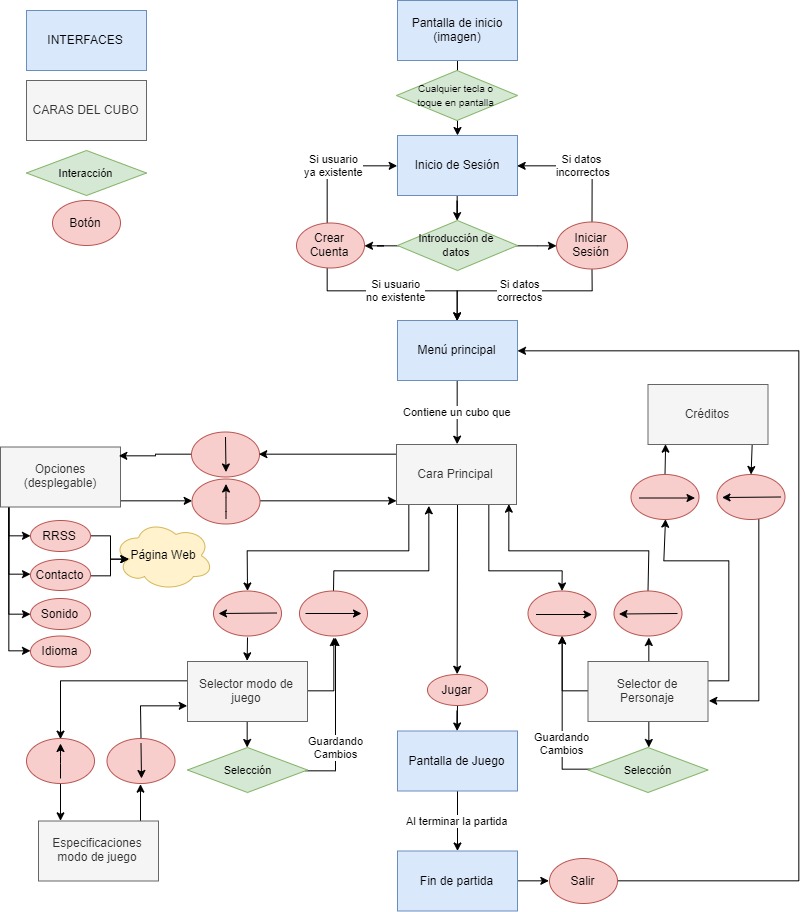 INTERFACES
CARAS DEL CUBO
Interacción
Botón
Pantalla de inicio
(imagen)
Cualquier tecla o
toque en pantalla
Inicio de Sesión
Si usuario
ya existente
Si datos
incorrectos
Crear
Cuenta
Introducción de
datos
Iniciar
Sesión
Si usuario
no existente
Si datos
correctos
Menú principal
Contiene un cubo que
Créditos
Cara Principal
Opciones
(desplegable)
RRSS
Contacto
Página Web
Sonido
Idioma
Selector modo de
juego
Jugar
Selector de
Personaje
Guardando
Cambios
Guardando
Cambios
Selección
Pantalla de Juego
Selección
Al terminar la partida
Especificaciones
modo de juego
Fin de partida
Salir